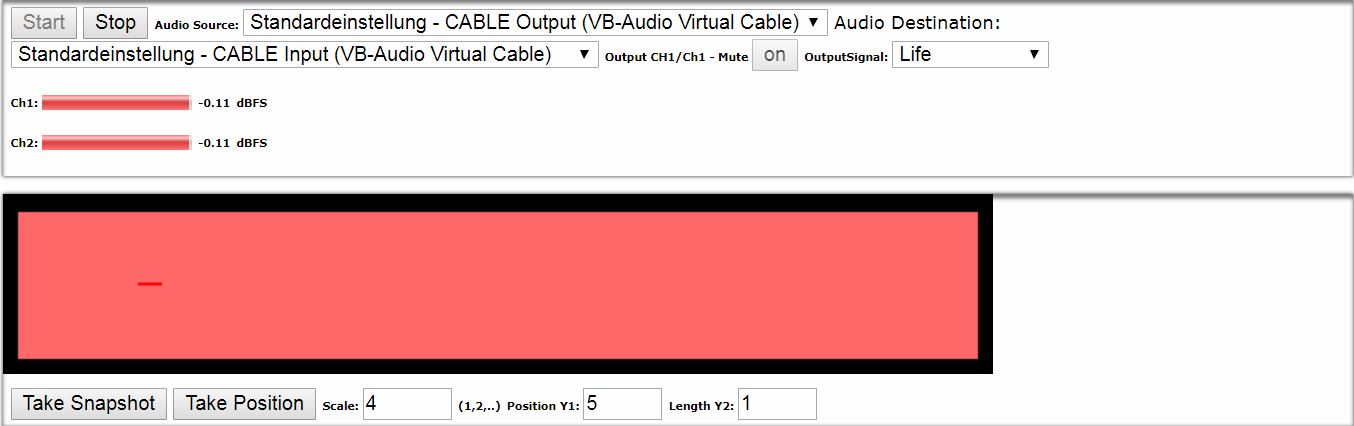 Start Stop Audio Source: Standardeinstellung - CABLE Output (VB-Audio Virtual Cable) Audio Destination:
Standardeinstellung - CABLE Input (VB-Audio Virtual Cable) Output CH1/Ch1 - Mute on OutputSignal: Life
Ch1: -0.11 dBFS
Ch2: -0.11 dBFS
Take Snapshot Take Position Scale: 4 (1,2,..) Position Y1: 5 Length Y2: 1